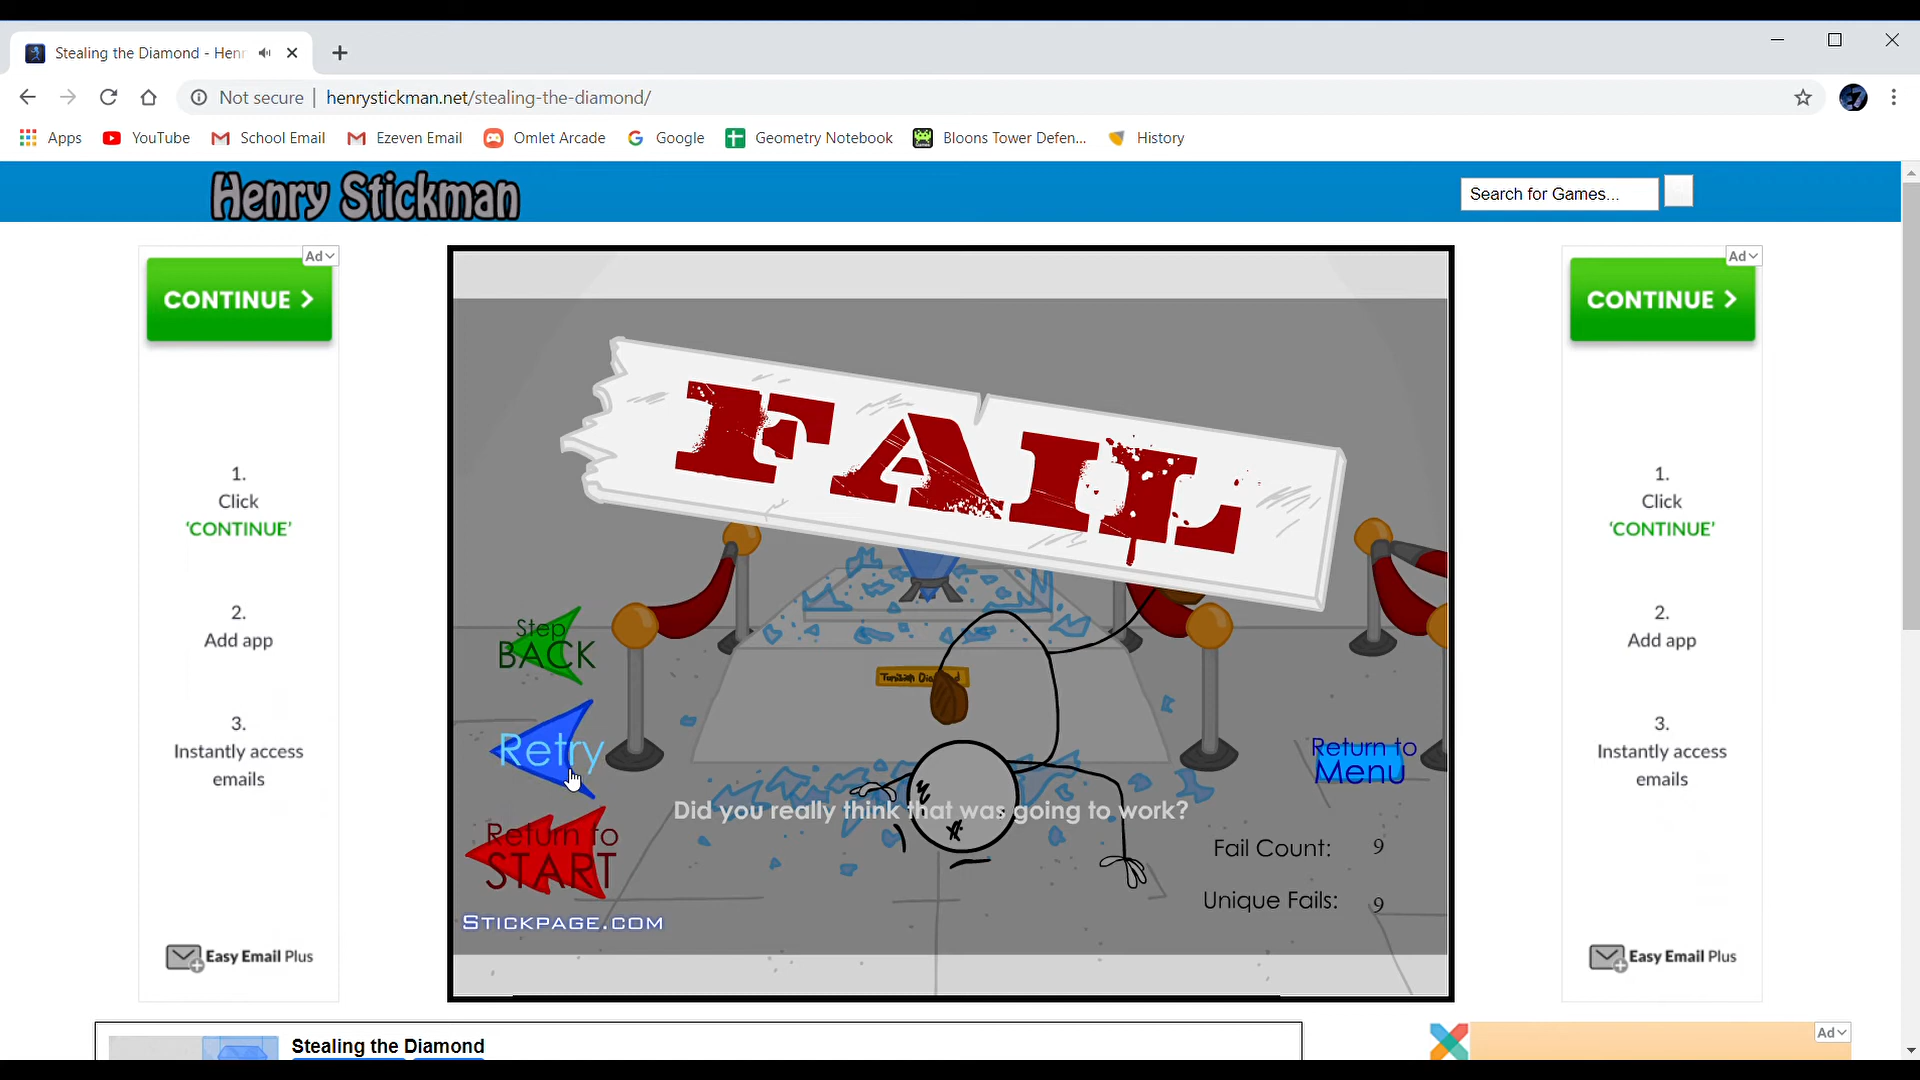 Stealing the Diamond - Henr
Not secure
henrystickman.net/stealing-the-diamond/
Apps
YouTube
School Email
Ezeven Email
Omlet Arcade
Google
Geometry Notebook
Bloons Tower Defen...
History
Henry Stickman
Search for Games...
Ad
CONTINUE >
1.
Click
'CONTINUE'
2.
Add app
3.
Instantly access
emails
Easy Email Plus
FAIL
Step
BACK
Retry
Return to
START
STICKPAGE.COM
Did you really think that was going to work?
Return to
Menu
Fail Count: 9
Unique Fails: 9
Ad
CONTINUE >
1.
Click
'CONTINUE'
2.
Add app
3.
Instantly access
emails
Easy Email Plus
Stealing the Diamond
Ad